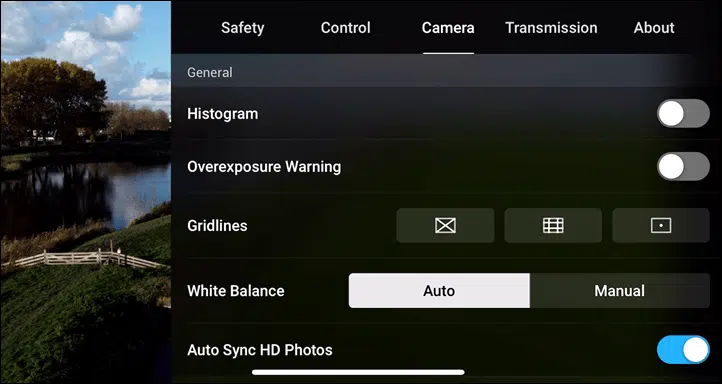 Safety Control Camera Transmission About
General
Histogram
Overexposure Warning
Gridlines
White Balance Auto Manual
Auto Sync HD Photos